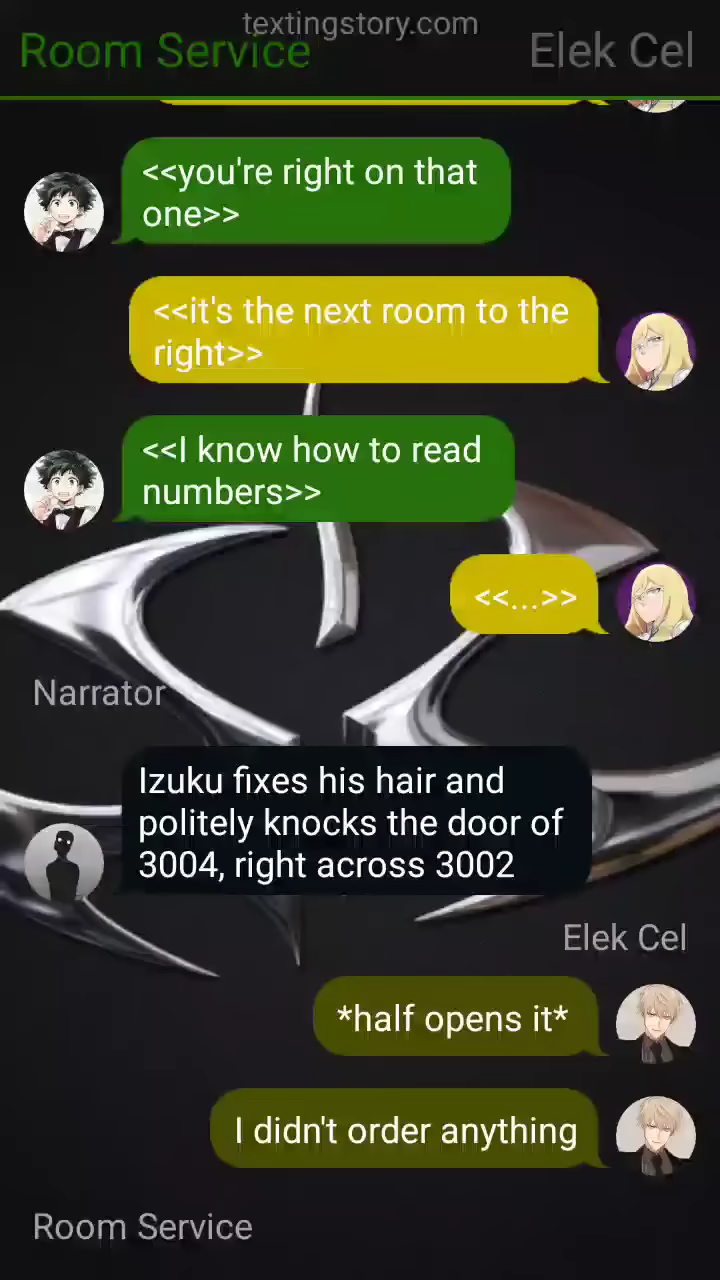 textingstory.com
Room Service
Elek Cel
<<you're right on that
one>>
<<it's the next room to the
right>>
<<I know how to read
numbers>>
<<...>>
Narrator
Izuku fixes his hair and
politely knocks the door of
3004, right across 3002
Elek Cel
*half opens it*
I didn't order anything
Room Service